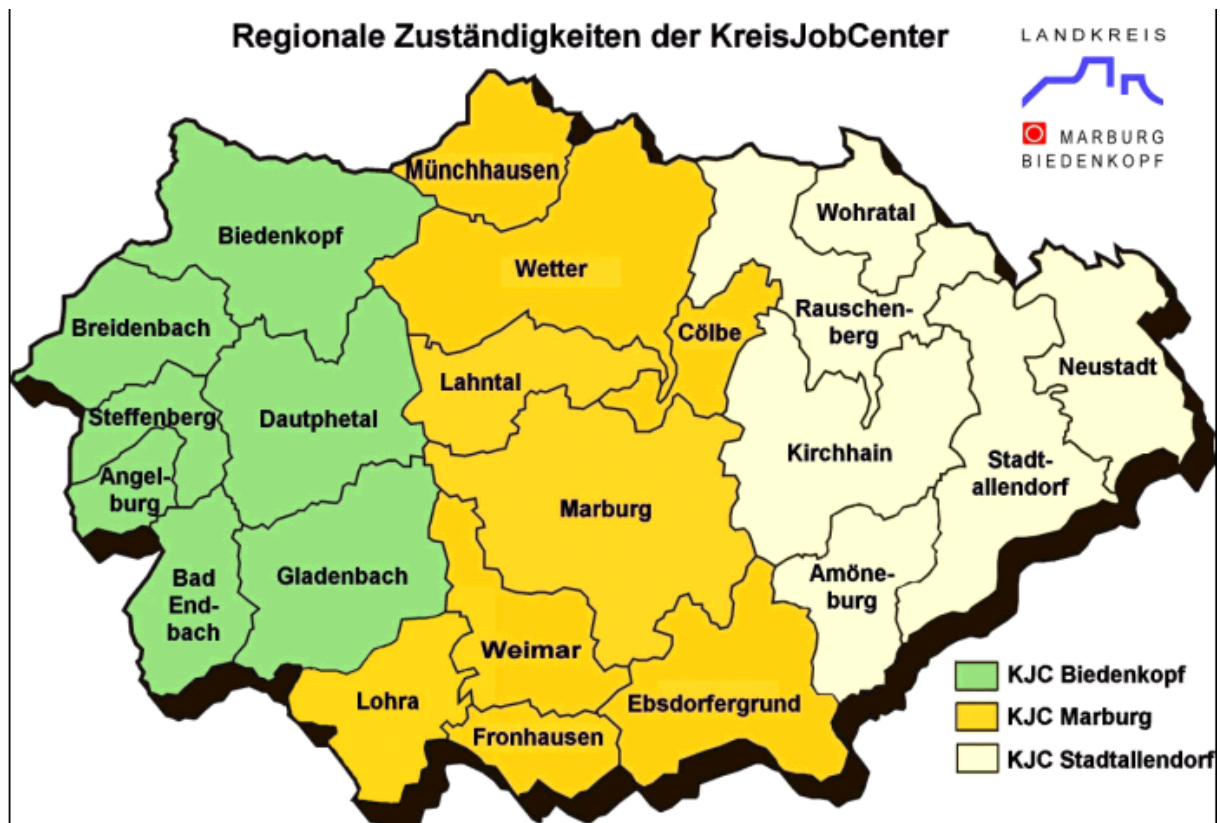 Regionale Zuständigkeiten der KreisJobCenter
LANDKREIS
MARBURG
BIEDENKOPF
Münchhausen
Wohratal
Biedenkopf
Wetter
Breidenbach
Cölbe
Rauschen-
berg
Neustadt
Lahntal
Steffenberg
Dautphetal
Kirchhain
Stadt-
allendorf
Angel-
burg
Marburg
Bad
End-
bach
Gladenbach
Amöne-
burg
Weimar
Lohra
Ebsdorfergrund
Fronhausen
KJC Biedenkopf
KJC Marburg
KJC Stadtallendorf